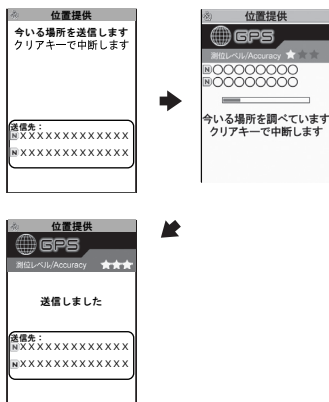 位置提供
今いる場所を送信します
クリアキーで中断します
送信先：
NXXXXXXXXXXXXX
NXXXXXXXXXXXXX
位置提供
GPS
測位レベル/Accuracy ★★★
N○○○○○○○○
N○○○○○○○○
今いる場所を調べています
クリアキーで中断します
位置提供
GPS
測位レベル/Accuracy ★★★
送信しました
送信先：
NXXXXXXXXXXXXX
NXXXXXXXXXXXXX